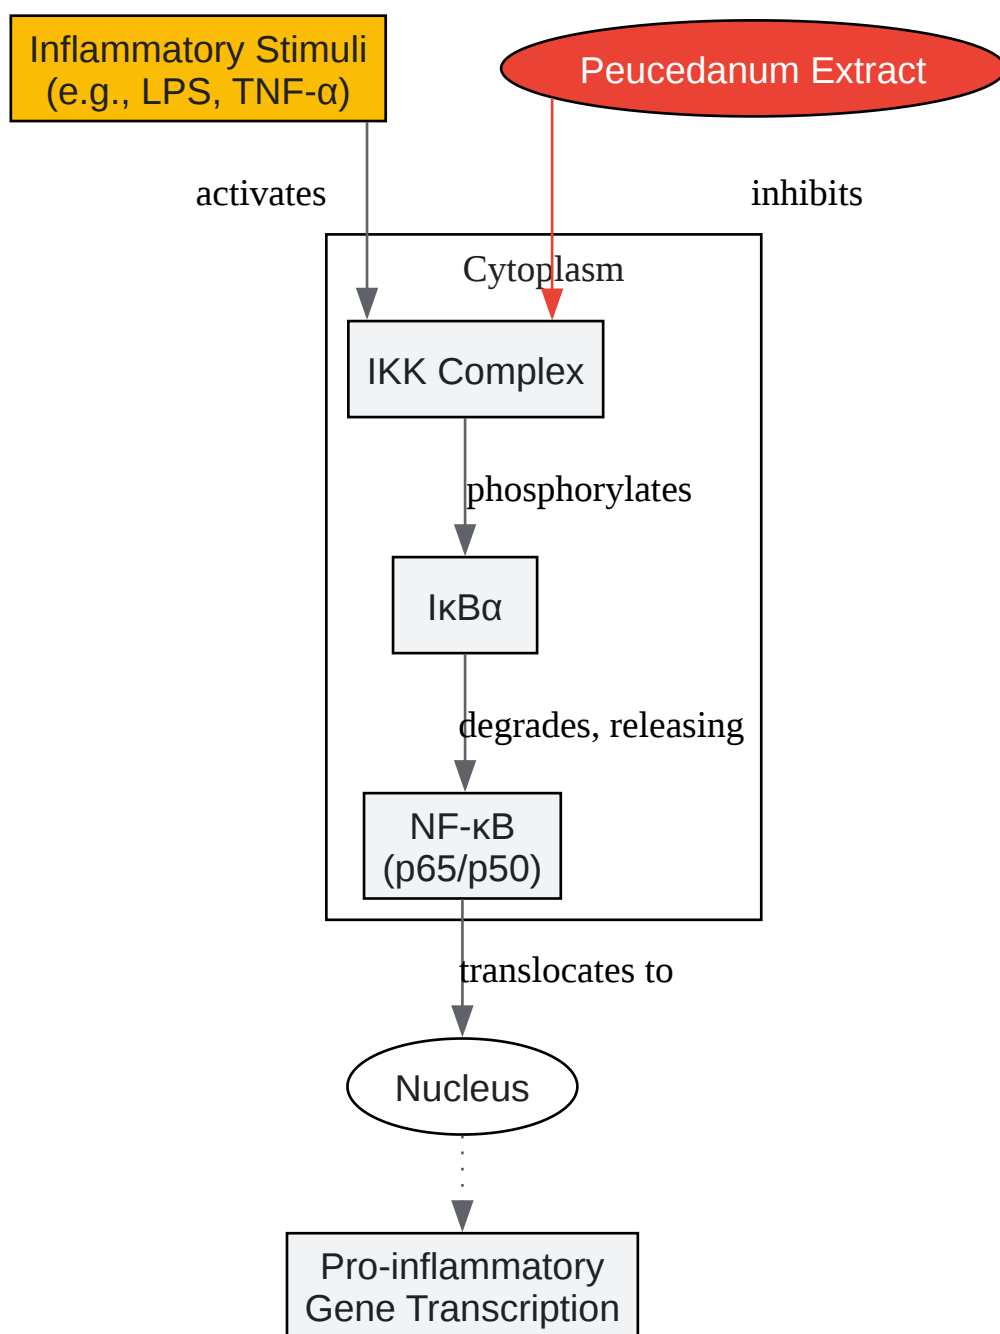 Inflammatory Stimuli
(e.g., LPS, TNF-α)
Peucedanum Extract
activates
inhibits
Cytoplasm
IKK Complex
phosphorylates
IκBα
degrades, releasing
NF-κB
(p65/p50)
translocates to
Nucleus
Pro-inflammatory
Gene Transcription